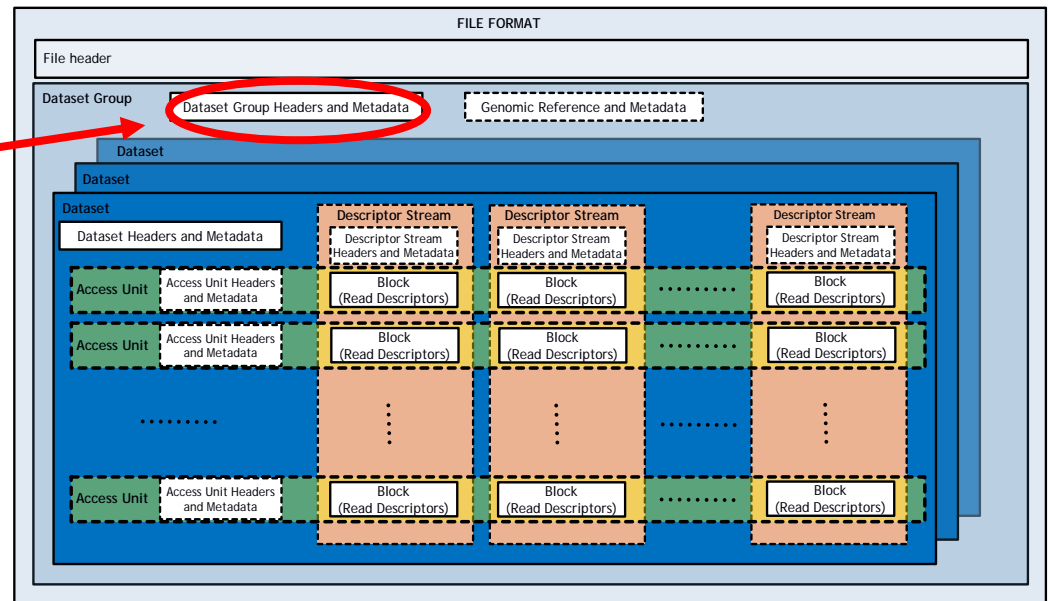 FILE FORMAT
File header
Dataset Group
Dataset Group Headers and Metadata
Genomic Reference and Metadata
Dataset
Dataset
Dataset
Dataset Headers and Metadata
Descriptor Stream
Descriptor Stream
Headers and Metadata
Descriptor Stream
Descriptor Stream
Headers and Metadata
Descriptor Stream
Descriptor Stream
Headers and Metadata
Access Unit
Access Unit Headers
and Metadata
Block
(Read Descriptors)
Block
(Read Descriptors)
Block
(Read Descriptors)
Access Unit
Access Unit Headers
and Metadata
Block
(Read Descriptors)
Block
(Read Descriptors)
Block
(Read Descriptors)
Access Unit
Access Unit Headers
and Metadata
Block
(Read Descriptors)
Block
(Read Descriptors)
Block
(Read Descriptors)